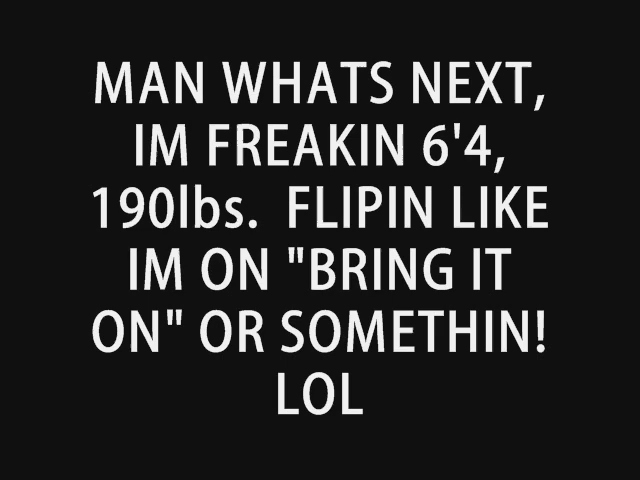 MAN WHATS NEXT,
IM FREAKIN 6'4,
190lbs.  FLIPIN LIKE
IM ON "BRING IT
ON" OR SOMETHIN!
LOL